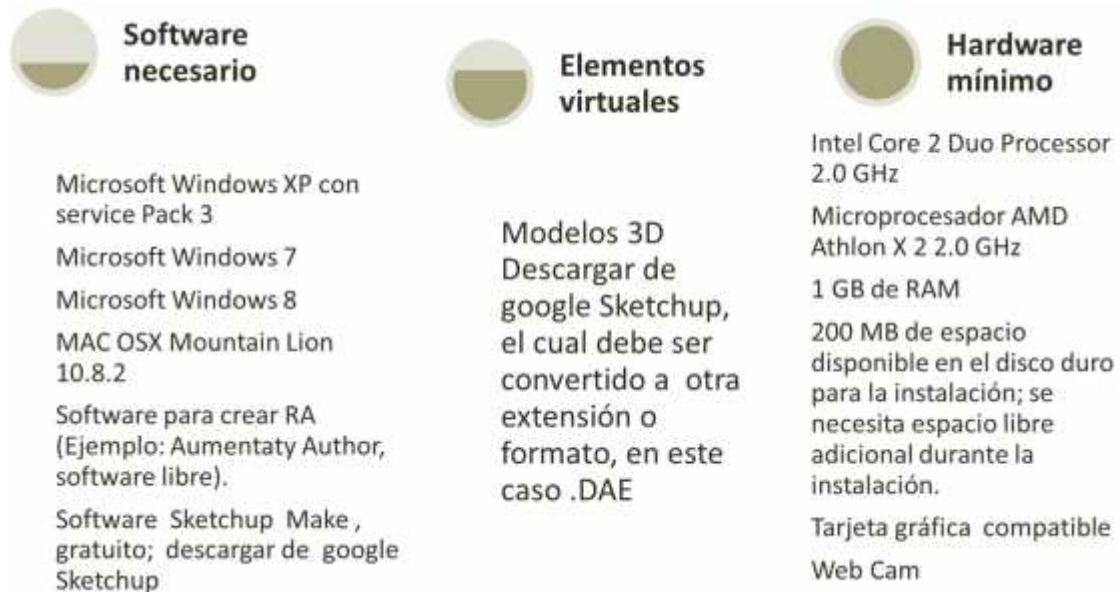 Software
necesario
Microsoft Windows XP con
service Pack 3
Microsoft Windows 7
Microsoft Windows 8
MAC OSX Mountain Lion
10.8.2
Software para crear RA
(Ejemplo: Aumentaty Author,
software libre).
Software Sketchup Make ,
gratuito; descargar de google
Sketchup
Elementos
virtuales
Modelos 3D
Descargar de
google Sketchup,
el cual debe ser
convertido a otra
extensión o
formato, en este
caso .DAE
Hardware
mínimo
Intel Core 2 Duo Processor
2.0 GHz
Microprocesador AMD
Athlon X 2 2.0 GHz
1 GB de RAM
200 MB de espacio
disponible en el disco duro
para la instalación; se
necesita espacio libre
adicional durante la
instalación.
Tarjeta gráfica compatible
Web Cam